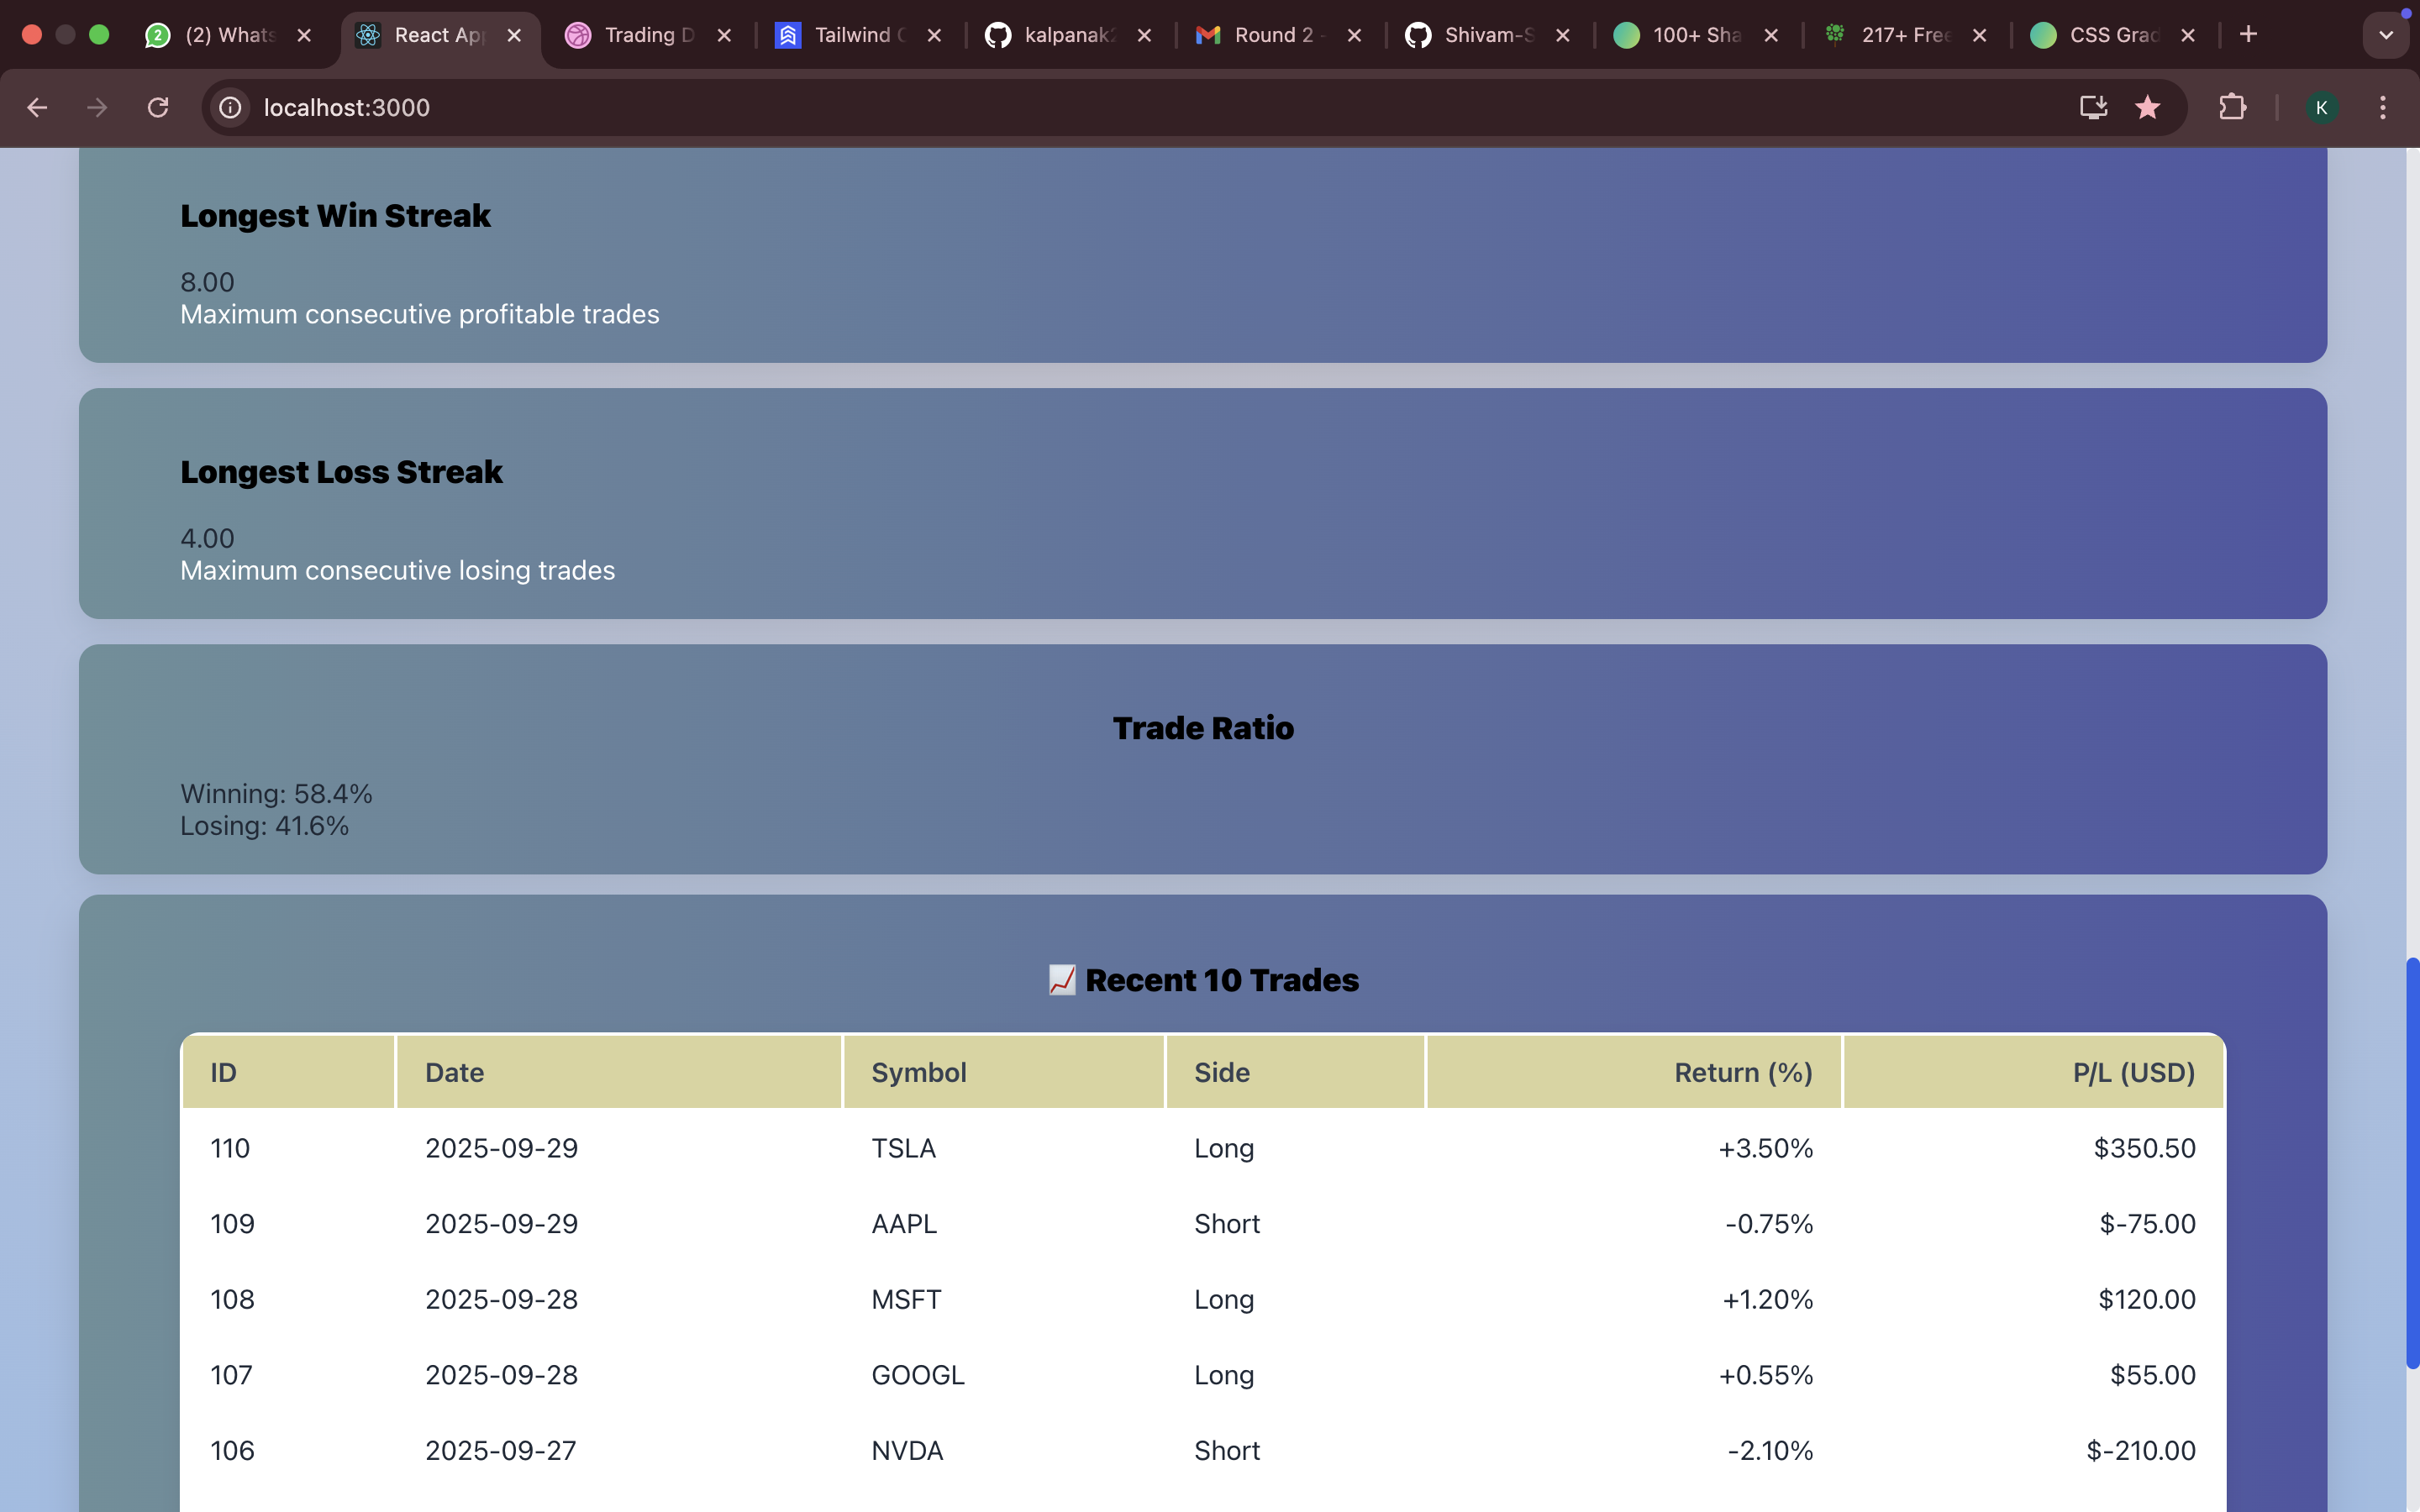 2
(2) Whats
React App
Trading D
Tailwind C
kalpanak2
Round 2 -
Shivam-S
100+ Sha
217+ Free
CSS Grad
localhost:3000
K
Longest Win Streak
8.00
Maximum consecutive profitable trades
Longest Loss Streak
4.00
Maximum consecutive losing trades
Trade Ratio
Winning: 58.4%
Losing: 41.6%
📈 Recent 10 Trades
ID Date Symbol Side Return (%) P/L (USD)
110 2025-09-29 TSLA Long +3.50% $350.50
109 2025-09-29 AAPL Short -0.75% $-75.00
108 2025-09-28 MSFT Long +1.20% $120.00
107 2025-09-28 GOOGL Long +0.55% $55.00
106 2025-09-27 NVDA Short -2.10% $-210.00